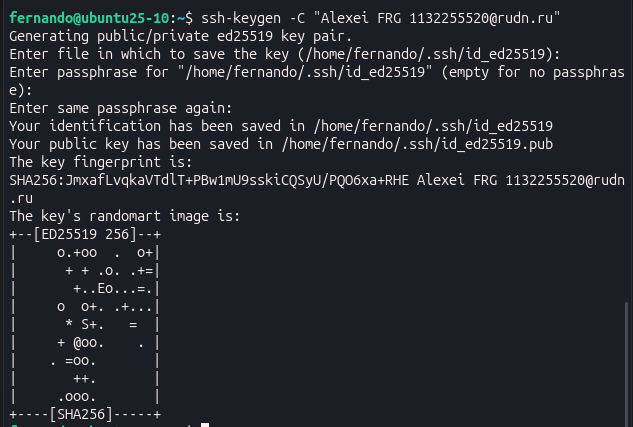 fernando@ubuntu25-10:~$ ssh-keygen -C "Alexei FRG 1132255520@rudn.ru"
Generating public/private ed25519 key pair.
Enter file in which to save the key (/home/fernando/.ssh/id_ed25519):
Enter passphrase for "/home/fernando/.ssh/id_ed25519" (empty for no passphras
e):
Enter same passphrase again:
Your identification has been saved in /home/fernando/.ssh/id_ed25519
Your public key has been saved in /home/fernando/.ssh/id_ed25519.pub
The key fingerprint is:
SHA256:JmxafLvqkaVTdlT+PBw1mU9sskiCQSyU/PQO6xa+RHE Alexei FRG 1132255520@rudn
.ru
The key's randomart image is:
+--[ED25519 256]--+
|     o.+oo  .  o+|
|      + + .o. .+=|
|       +..Eo...=.|
|     o  o+. .+...|
|      * S+.   =  |
|     + @oo.    . |
|    . =oo.       |
|       ++.       |
|     .ooo.       |
+----[SHA256]-----+